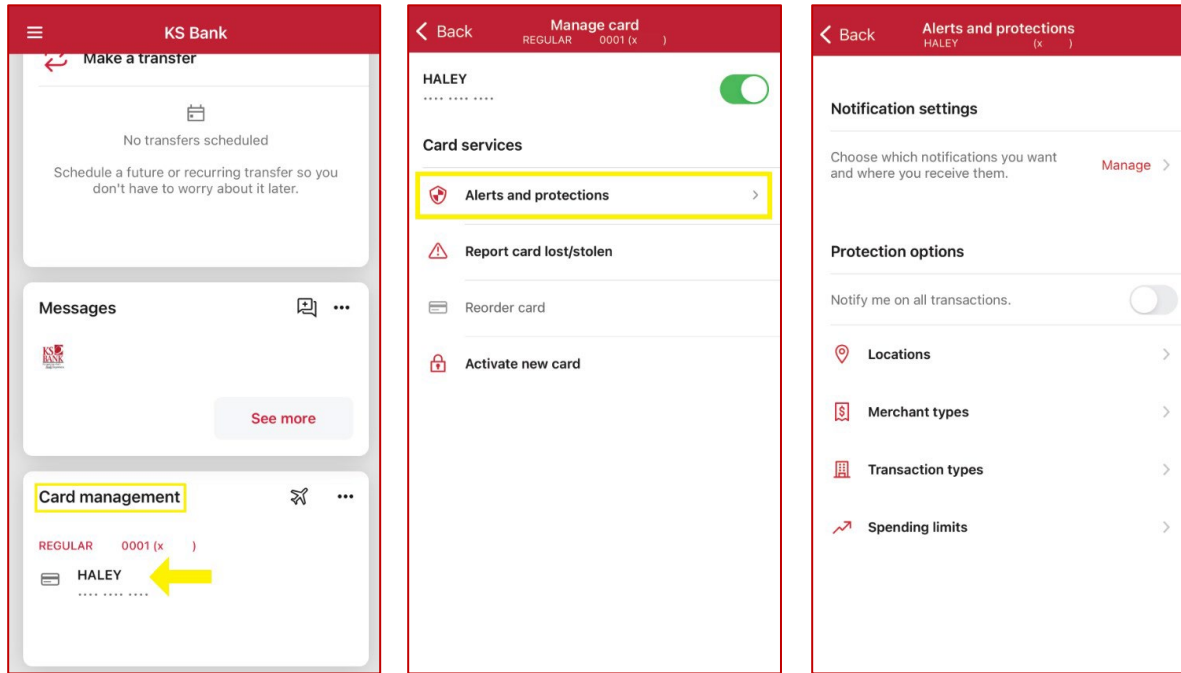 KS Bank
Make a transfer
No transfers scheduled
Schedule a future or recurring transfer so you
don't have to worry about it later.
Messages
KS
BANK
See more
Card management
REGULAR 0001 (x )
HALEY
.... .... ....
Back
Manage card
REGULAR 0001 (x )
HALEY
.... .... ....
Card services
Alerts and protections
Report card lost/stolen
Reorder card
Activate new card
Back
Alerts and protections
HALEY (x )
Notification settings
Choose which notifications you want
and where you receive them.
Manage
Protection options
Notify me on all transactions.
Locations
Merchant types
Transaction types
Spending limits